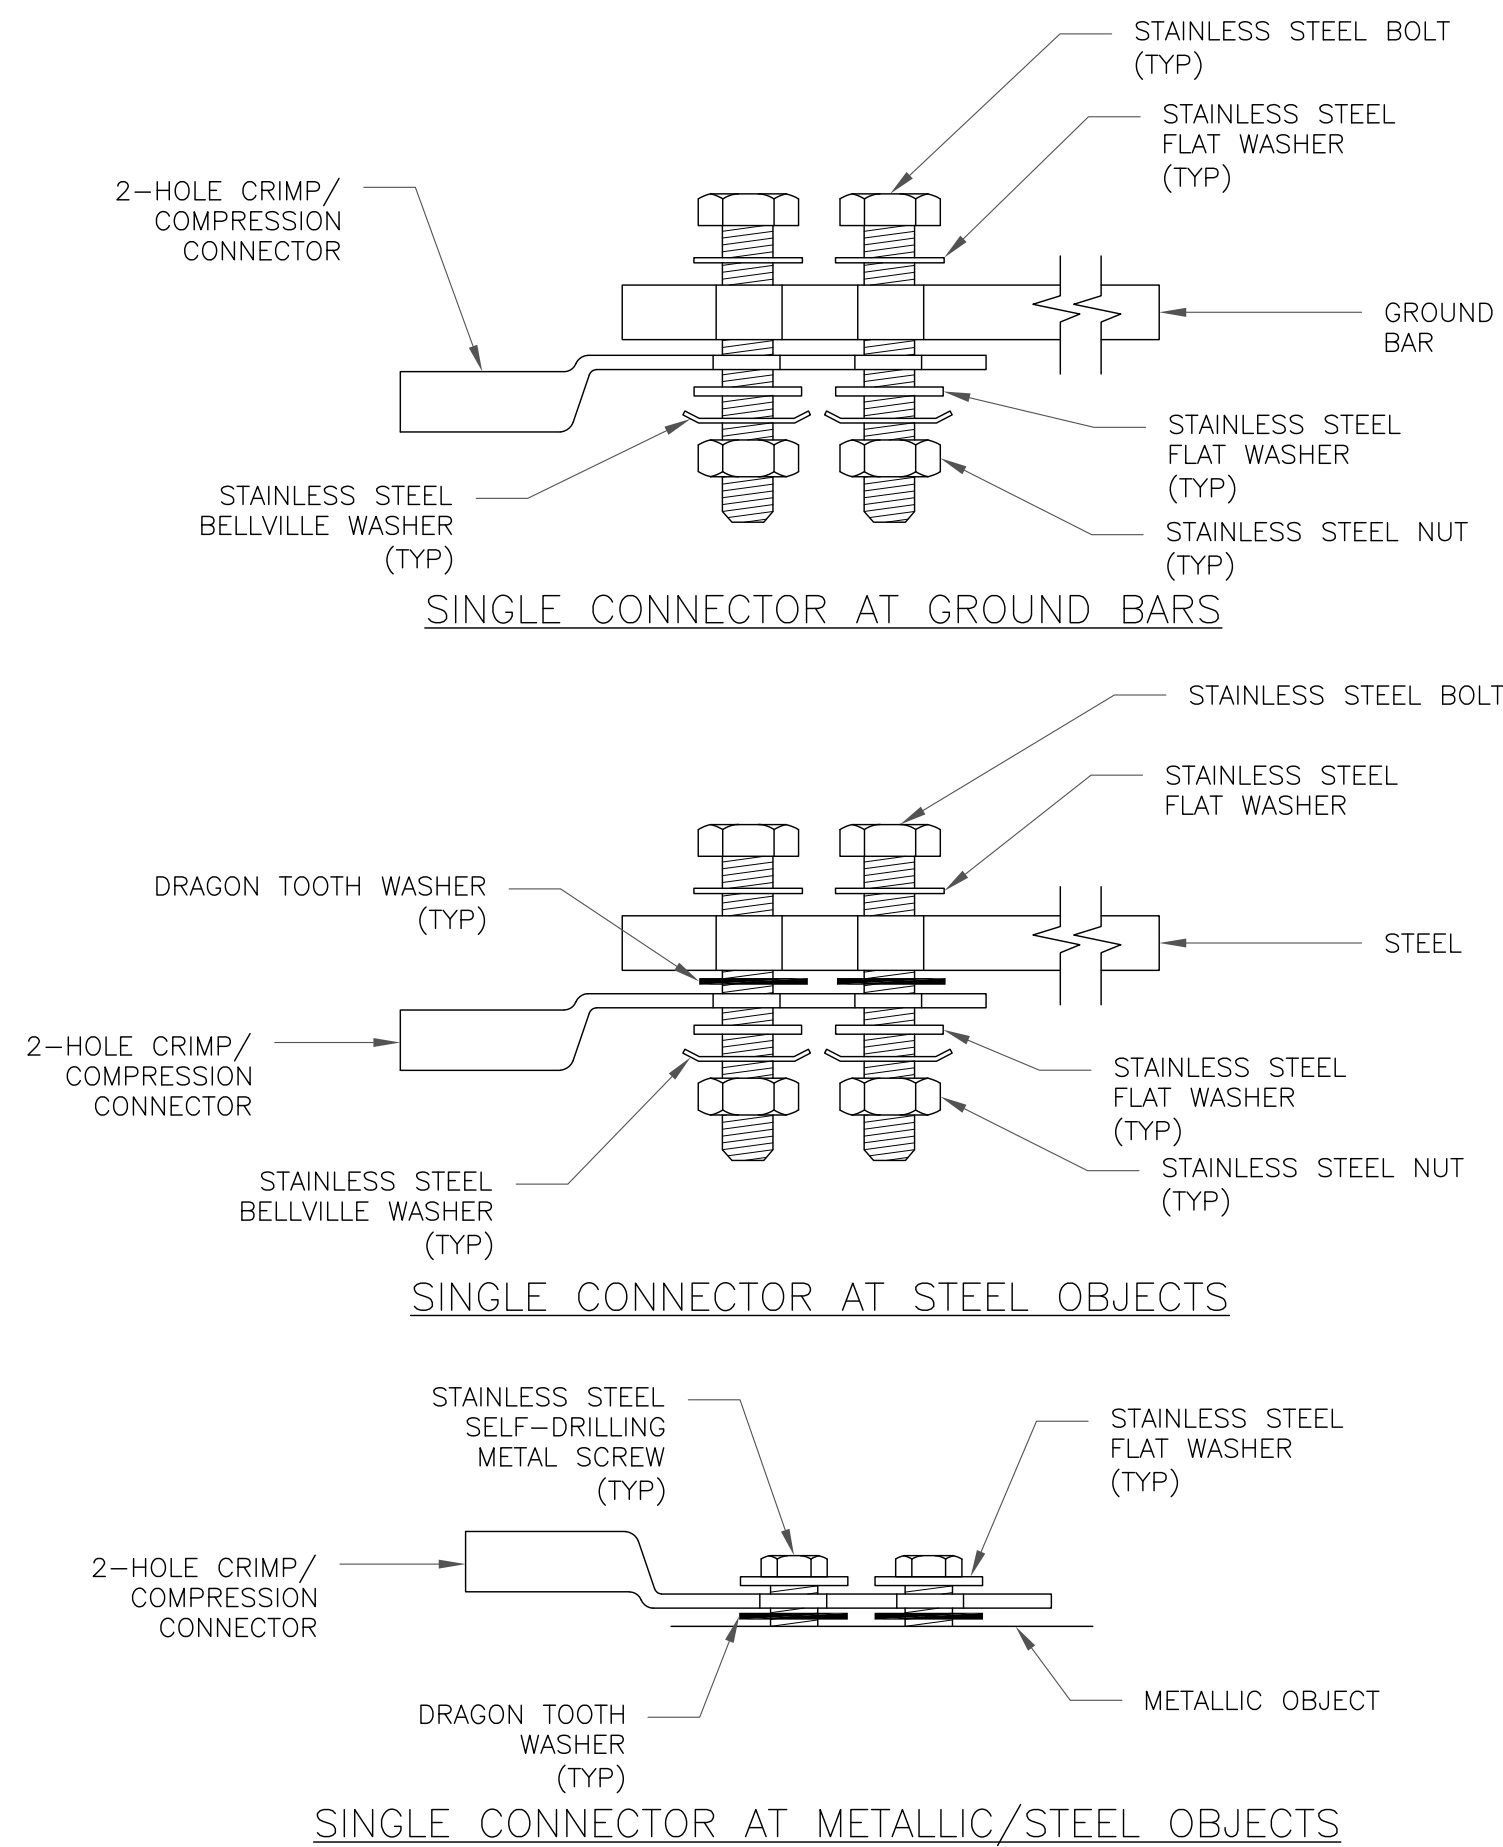 STAINLESS STEEL BOLT
(TYP)
STAINLESS STEEL
FLAT WASHER
(TYP)
2-HOLE CRIMP/
COMPRESSION
CONNECTOR
GROUND
BAR
STAINLESS STEEL
FLAT WASHER
(TYP)
STAINLESS STEEL
BELLVILLE WASHER
(TYP)
STAINLESS STEEL NUT
(TYP)
SINGLE CONNECTOR AT GROUND BARS
STAINLESS STEEL BOLT
STAINLESS STEEL
FLAT WASHER
DRAGON TOOTH WASHER
(TYP)
STEEL
2-HOLE CRIMP/
COMPRESSION
CONNECTOR
STAINLESS STEEL
FLAT WASHER
(TYP)
STAINLESS STEEL NUT
(TYP)
STAINLESS STEEL
BELLVILLE WASHER
(TYP)
SINGLE CONNECTOR AT STEEL OBJECTS
STAINLESS STEEL
SELF-DRILLING
METAL SCREW
(TYP)
STAINLESS STEEL
FLAT WASHER
(TYP)
2-HOLE CRIMP/
COMPRESSION
CONNECTOR
METALLIC OBJECT
DRAGON TOOTH
WASHER
(TYP)
SINGLE CONNECTOR AT METALLIC/STEEL OBJECTS